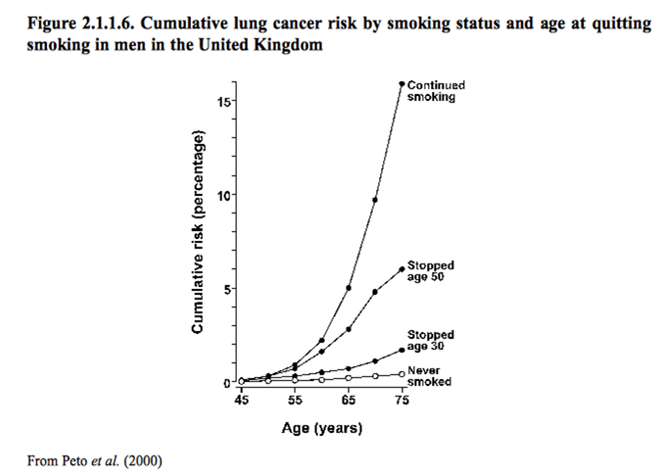 Figure 2.1.1.6. Cumulative lung cancer risk by smoking status and age at quitting
smoking in men in the United Kingdom
Continued
smoking
15
Cumulative risk (percentage)
10
Stopped
age 50
5
Stopped
age 30
Never
smoked
0
45 55 65 75
Age (years)
From Peto et al. (2000)